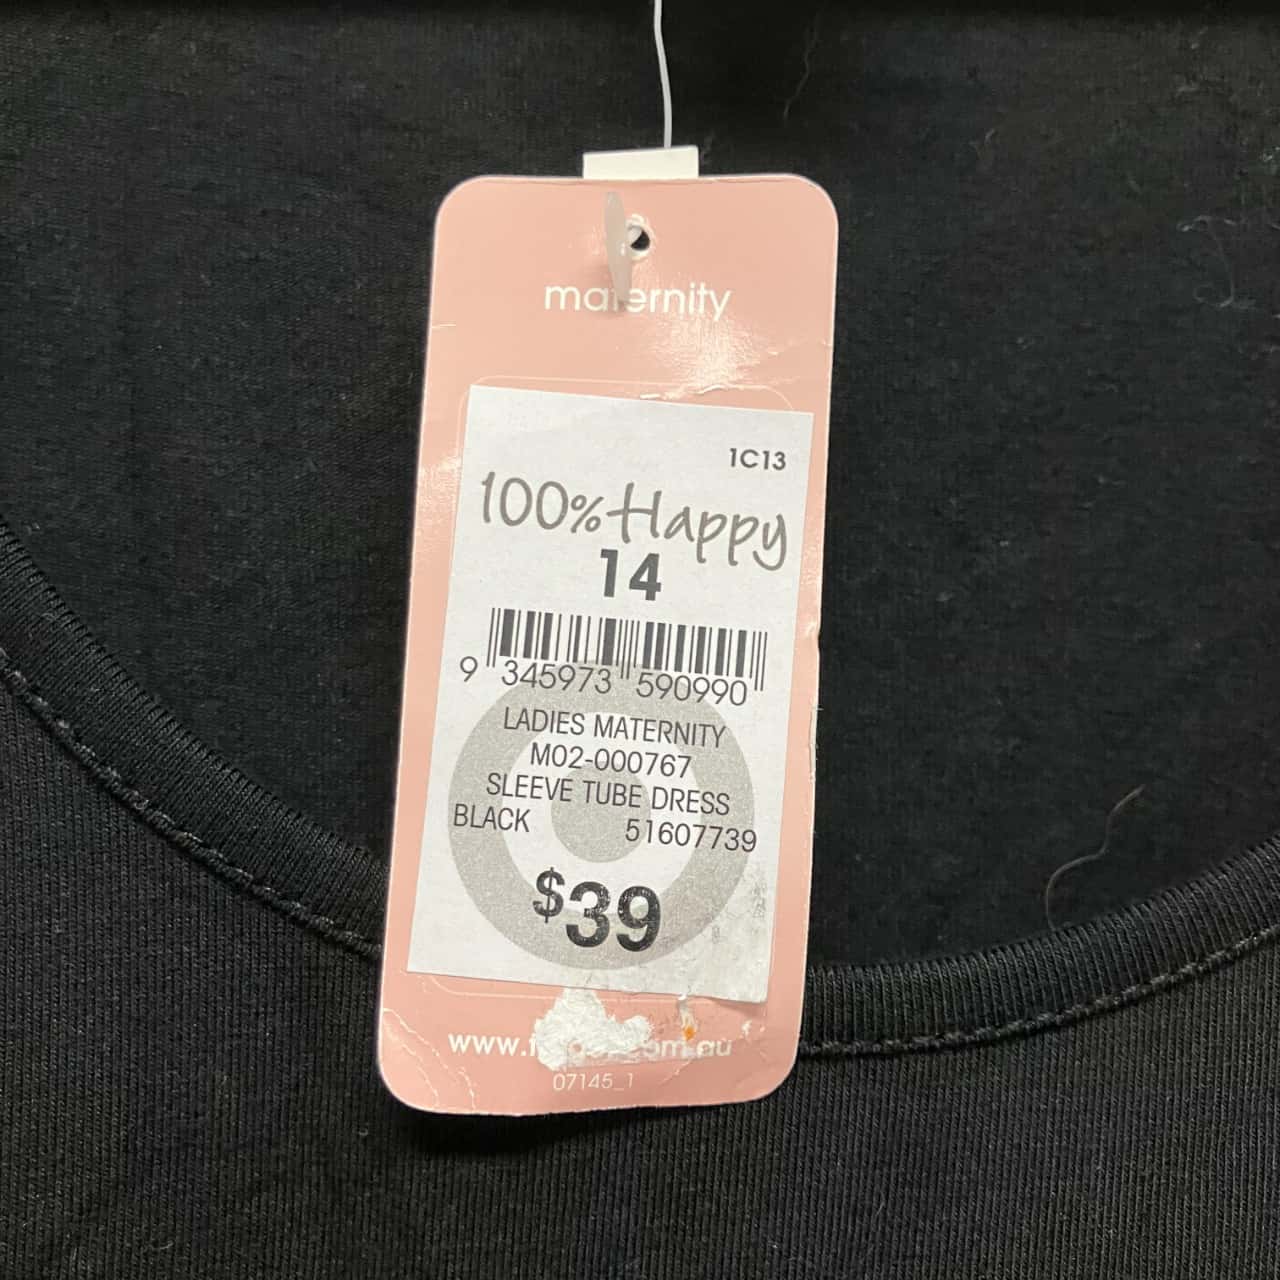 maternity
1C13
100% Happy
14
9 345973 590990
LADIES MATERNITY
M02-000767
SLEEVE TUBE DRESS
BLACK 51607739
$39
07145_1